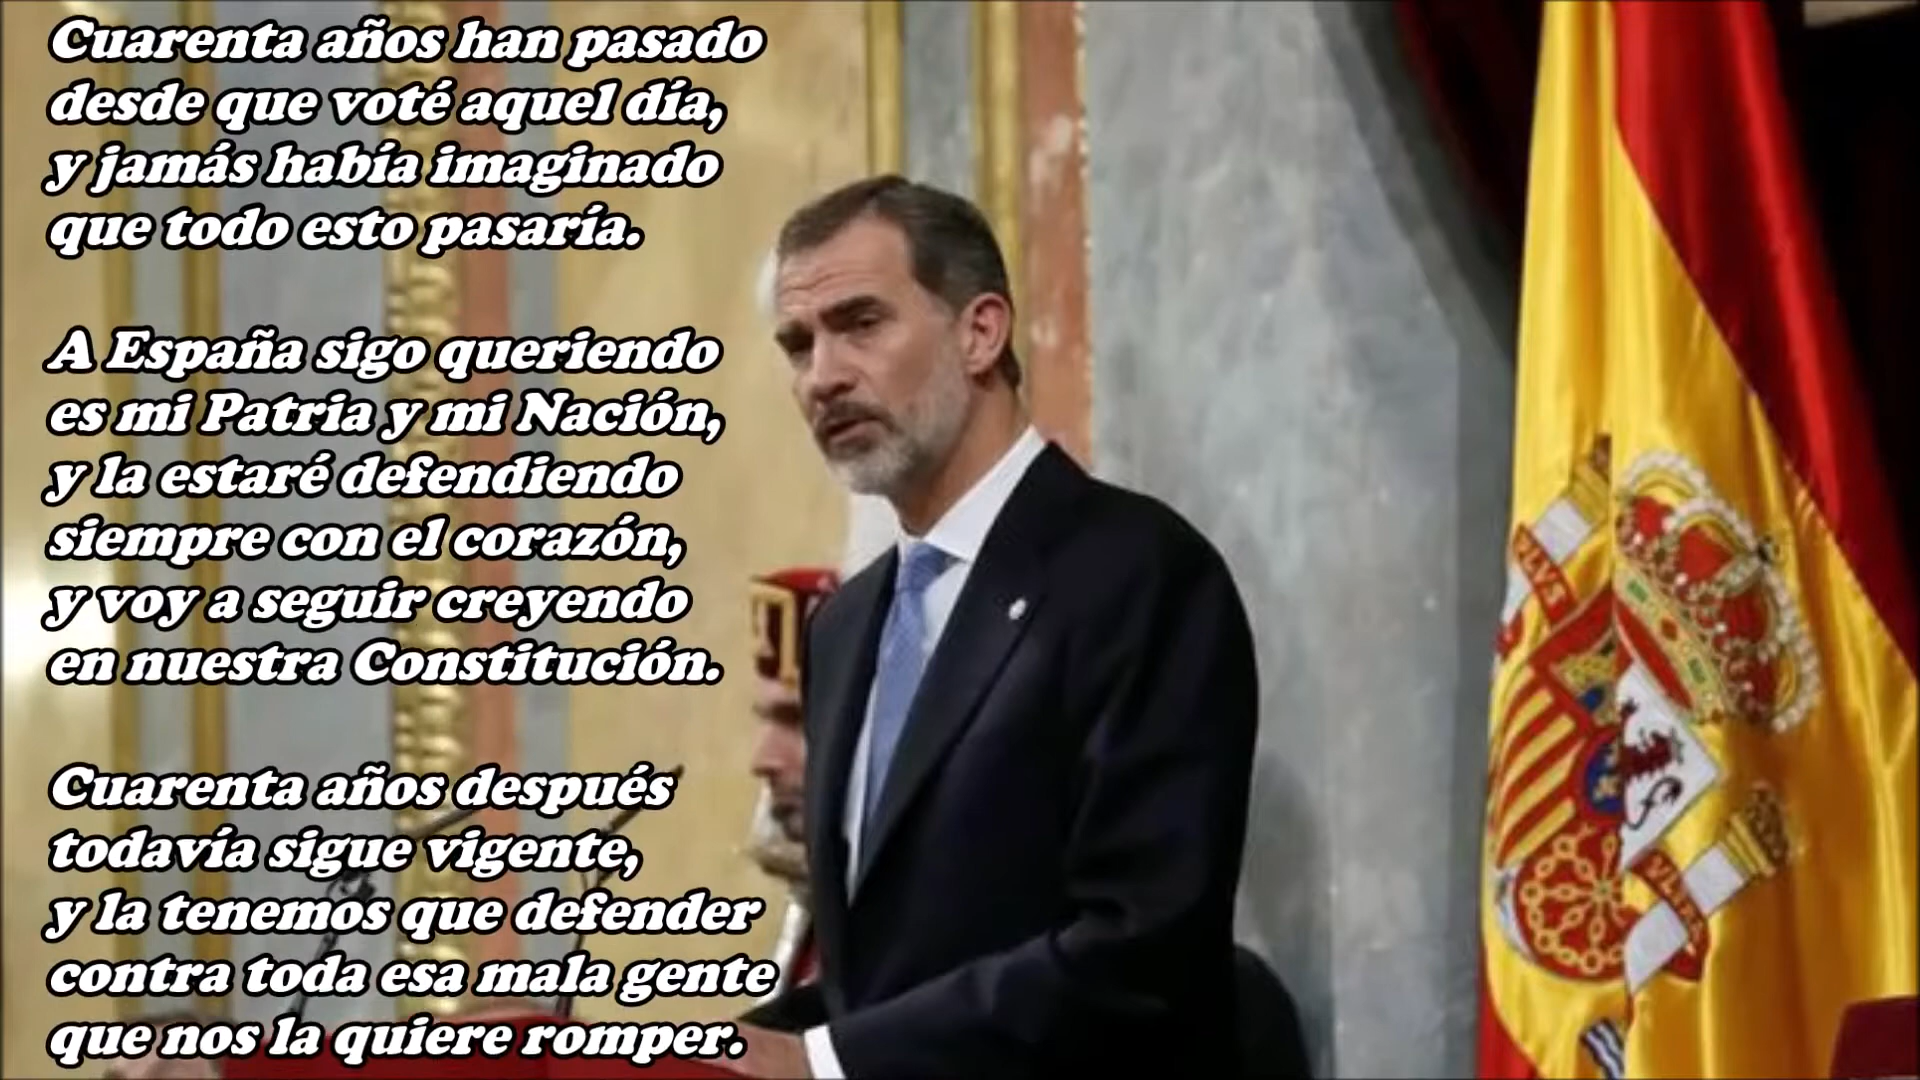 Cuarenta años han pasado
desde que voté aquel día,
y jamás había imaginado
que todo esto pasaría.
A España sigo queriendo
es mi Patria y mi Nación,
y la estaré defendiendo
siempre con el corazón,
y voy a seguir creyendo
en nuestra Constitución.
Cuarenta años después
todavía sigue vigente,
y la tenemos que defender
contra toda esa mala gente
que nos la quiere romper.